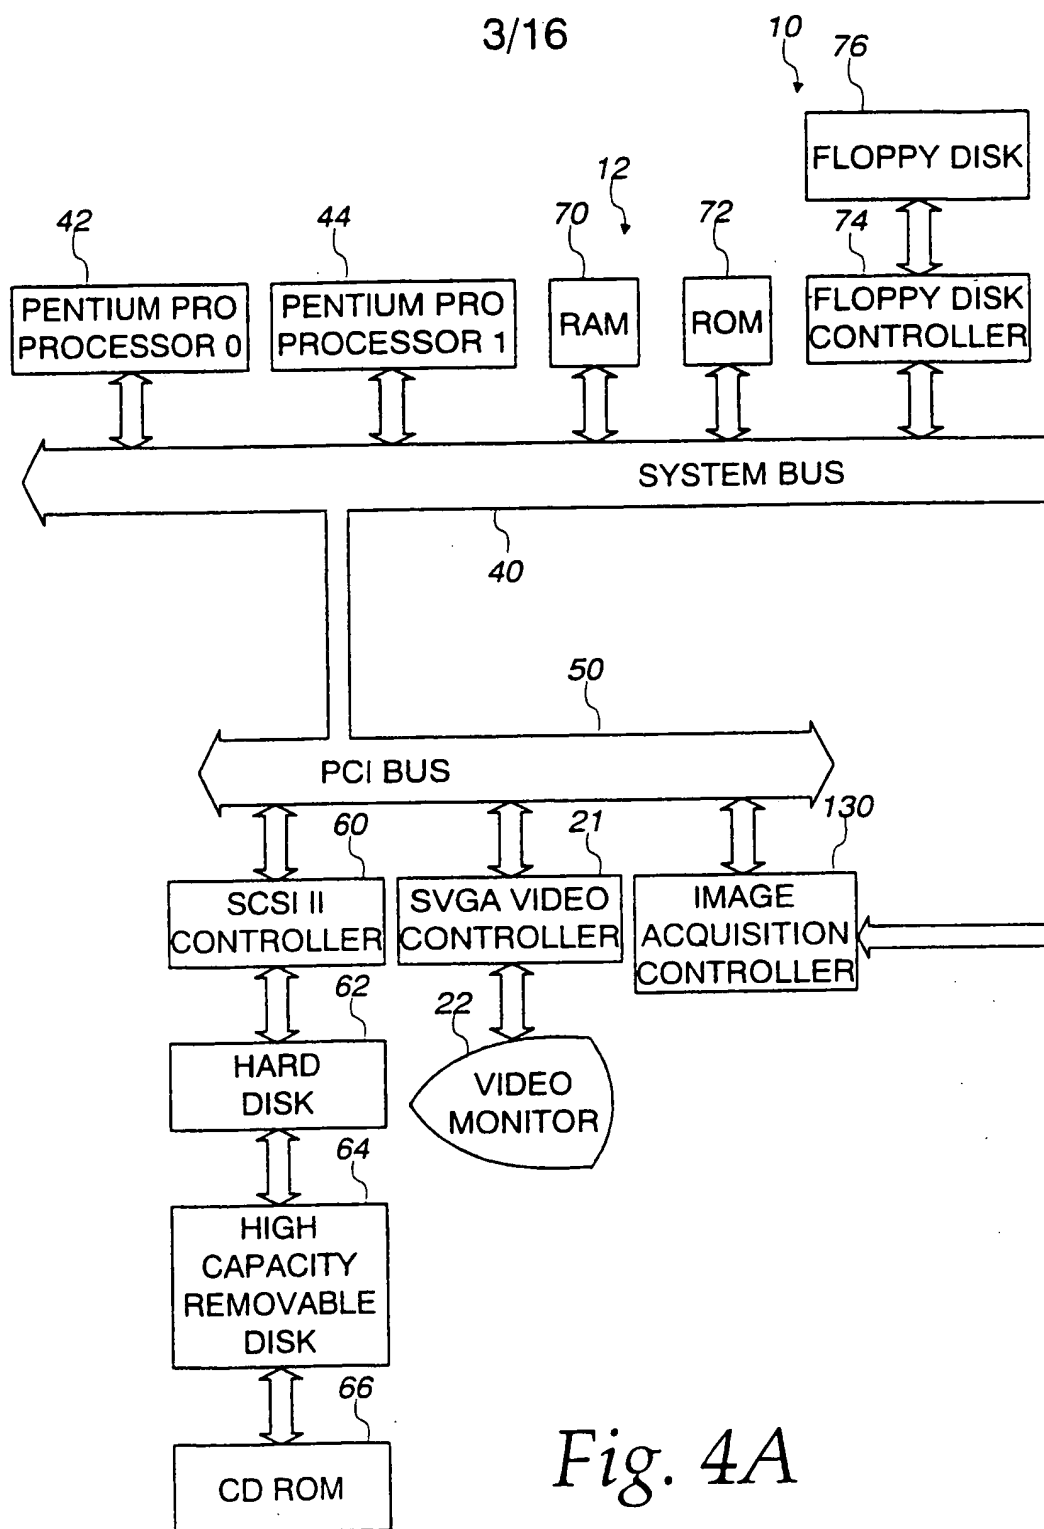 3/16
10
76
FLOPPY DISK
12
42
44
70
72
74
PENTIUM PRO
PROCESSOR 0
PENTIUM PRO
PROCESSOR 1
RAM
ROM
FLOPPY DISK
CONTROLLER
SYSTEM BUS
40
50
PCI BUS
60
21
130
SCSI II
CONTROLLER
SVGA VIDEO
CONTROLLER
IMAGE
ACQUISITION
CONTROLLER
62
22
HARD
DISK
VIDEO
MONITOR
64
HIGH
CAPACITY
REMOVABLE
DISK
66
CD ROM
Fig. 4A